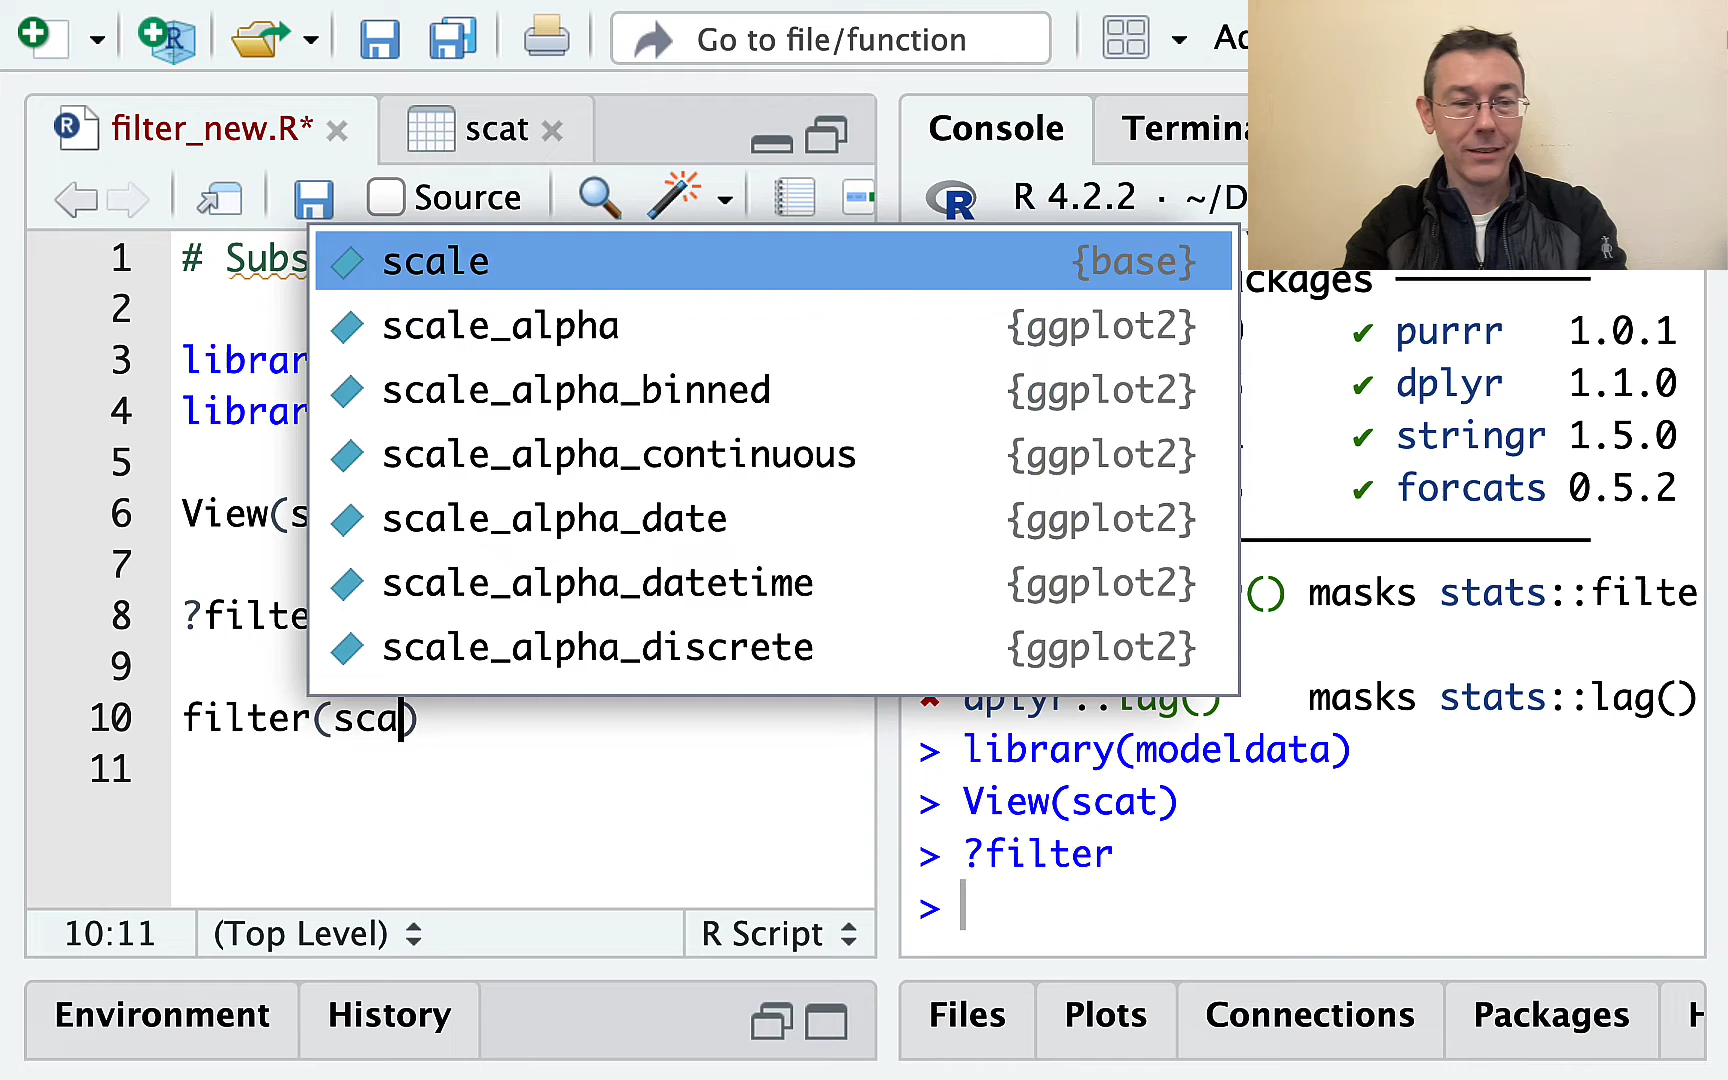 Go to file/function
filter_new.R*
scat
Source
1 # Subs
2
3 librar
4 librar
5
6 View(s
7
8 ?filte
9
10 filter(sca)
11
scale {base}
scale_alpha {ggplot2}
scale_alpha_binned {ggplot2}
scale_alpha_continuous {ggplot2}
scale_alpha_date {ggplot2}
scale_alpha_datetime {ggplot2}
scale_alpha_discrete {ggplot2}
10:11 (Top Level) R Script
Environment History
Console Termina
R 4.2.2 · ~/D
ckages
✔ purrr 1.0.1
✔ dplyr 1.1.0
✔ stringr 1.5.0
✔ forcats 0.5.2
() masks stats::filte
✖ dplyr::lag() masks stats::lag()
> library(modeldata)
> View(scat)
> ?filter
>
Files Plots Connections Packages